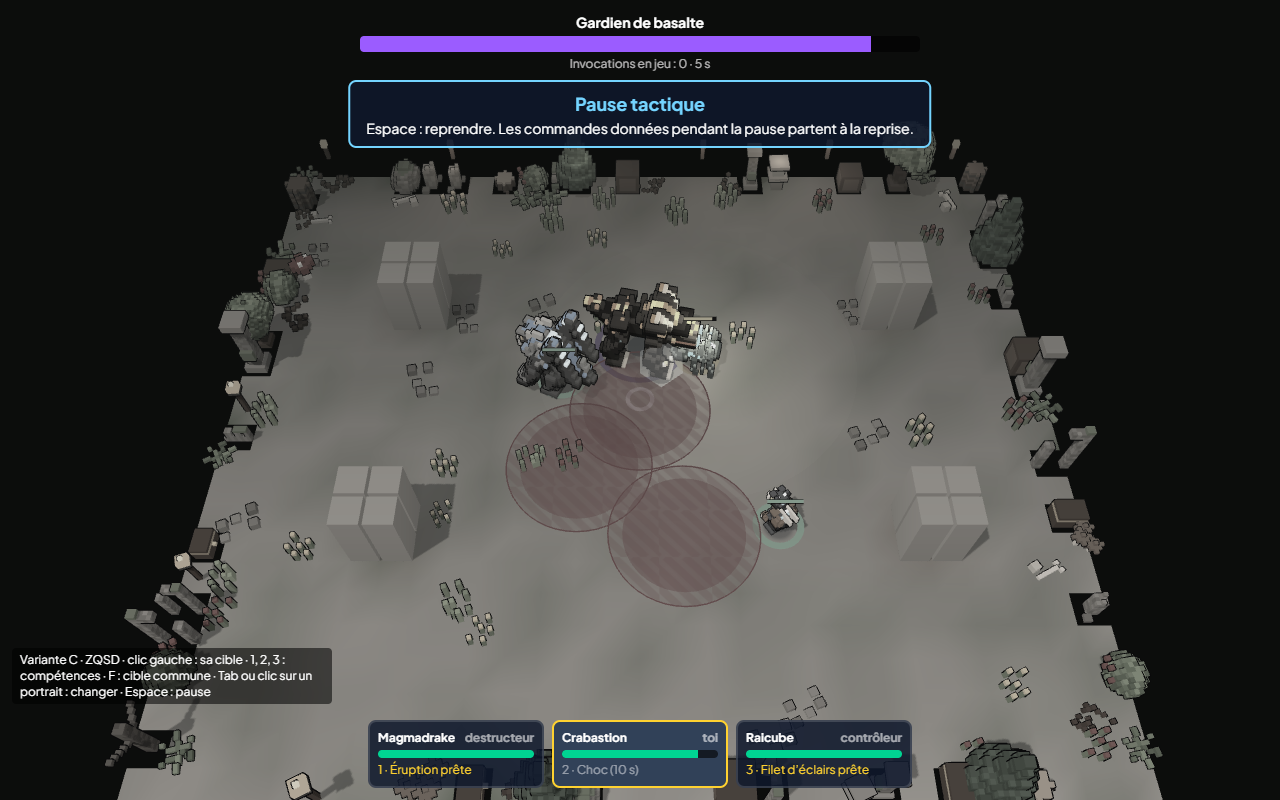 Gardien de basalte
Invocations en jeu : 0 · 5 s
Pause tactique
Espace : reprendre. Les commandes données pendant la pause partent à la reprise.
Variante C · ZQSD · clic gauche : sa cible · 1, 2, 3 :
compétences · F : cible commune · Tab ou clic sur un
portrait : changer · Espace : pause
Magmadrake destructeur
1 · Éruption prête
Crabastion toi
2 · Choc (10 s)
Ralcube contrôleur
3 · Filet d'éclairs prête